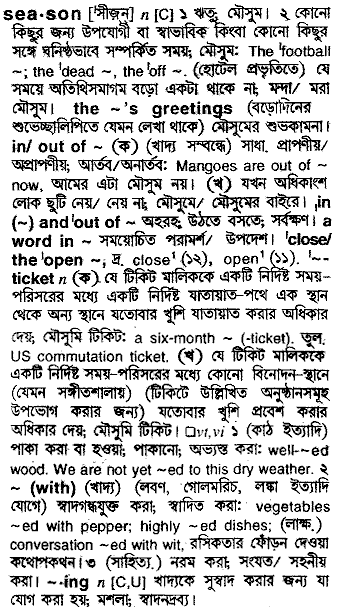 sea·son [ˈসীজ়ন্] n [C] ১ ঋতু, মৌসুম। ২ কোনো
কিছুর জন্য উপযোগী বা স্বাভাবিক কিংবা কোনো কিছুর
সঙ্গে ঘনিষ্ঠভাবে সম্পর্কিত সময়; মৌসুম: The ˈfootball
~; the ˈdead ~, the ˈoff ~. (হোটেল প্রভৃতিতে) যে
সময়ে অতিথিসমাগম বড়ো একটা থাকে না; মন্দা/ মরা
মৌসুম। the ~'s greetings (বড়োদিনের
শুভেচ্ছালিপিতে যেমন লেখা থাকে) মৌসুমের শুভকামনা।
in/ out of ~ (ক) (খাদ্য সম্বন্ধে) সাধ্য, প্রাপণীয়/
অপ্রাপণীয়; আর্তব/অনার্তব: Mangoes are out of ~
now, আমের এটা মৌসুম নয়। (খ) যখন অধিকাংশ
লোক ছুটি নেয়/ নেয় না; মৌসুমে/ মৌসুমের বাইরে। ˌin
(~) and ˈout of ~ অহরহ; উঠতে বসতে; সর্বক্ষণ। a
word in ~ সময়োচিত পরামর্শ/ উপদেশ। ˈclose/
the ˈopen ~, দ্র. close¹ (১২), open¹ (১১). ˈ~-
ticket n (ক) যে টিকিট মালিককে একটি নির্দিষ্ট সময়-
পরিসরের মধ্যে একটি নির্দিষ্ট যাতায়াত-পথে এক স্থান
থেকে অন্য স্থানে যতোবার খুশি যাতায়াত করার অধিকার
দেয়; মৌসুমি টিকিট: a six-month ~ (-ticket). তুল.
US commutation ticket. (খ) যে টিকিট মালিককে
একটি নির্দিষ্ট সময়-পরিসরের মধ্যে কোনো বিনোদন-স্থানে
(যেমন সঙ্গীতশালায়) (টিকিটে উল্লিখিত অনুষ্ঠানসমূহ
উপভোগ করার জন্য) যতোবার খুশি প্রবেশ করার
অধিকার দেয়; মৌসুমি টিকিট। □vt,vi ১ (কাঠ ইত্যাদি)
পাকা করা বা হওয়া; পাকানো; অভ্যস্ত করা: well-~ed
wood. We are not yet ~ed to this dry weather. ২
~ (with) (খাদ্য) (লবণ, গোলমরিচ, লঙ্কা ইত্যাদি
যোগে) স্বাদগন্ধযুক্ত করা; স্বাদিত করা: vegetables
~ed with pepper; highly ~ed dishes; (লাক্ষ.)
conversation ~ed with wit, রসিকতার ফোঁড়ন দেওয়া
কথোপকথন। ৩ (সাহিত্য.) নরম করা; সংযত/ সহনীয়
করা। ~·ing n [C,U] খাদ্যকে সুস্বাদ করার জন্য যা
যোগ করা হয়; মশলা; স্বাদনদ্রব্য।